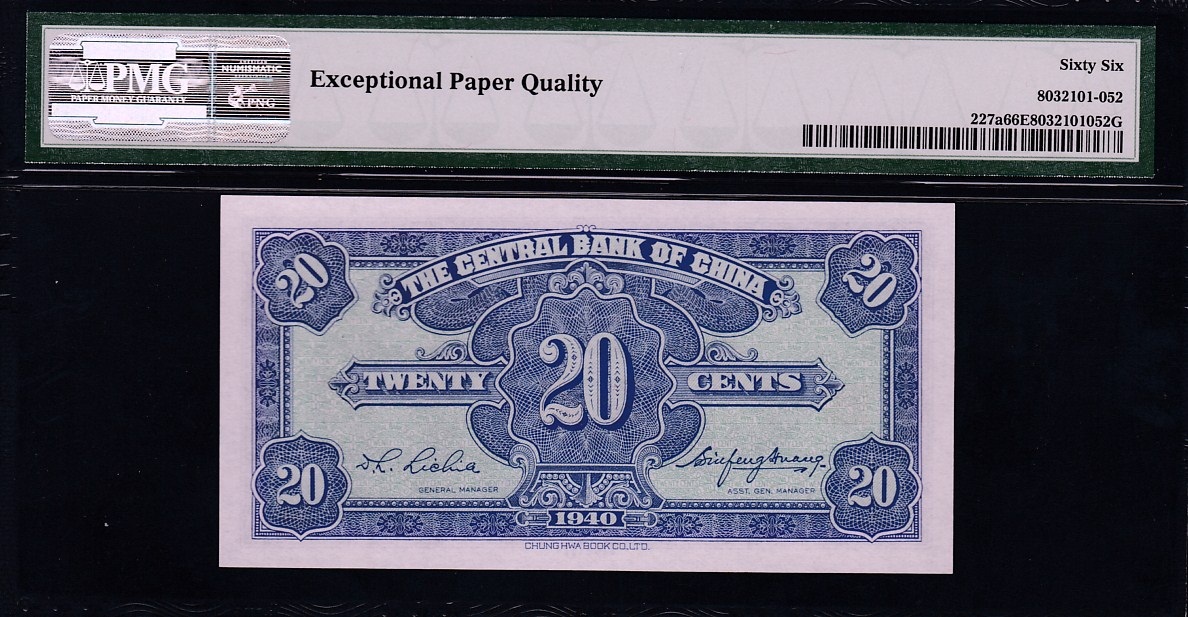 PMG
PAPER MONEY GUARANTY
NUMISMATIC
PNG
Exceptional Paper Quality
Sixty Six
8032101-052
227a66E8032101052G
THE CENTRAL BANK OF CHINA
20
20
TWENTY
20
CENTS
GENERAL MANAGER
ASST. GEN. MANAGER
20
20
1940
CHUNG HWA BOOK CO., LTD.